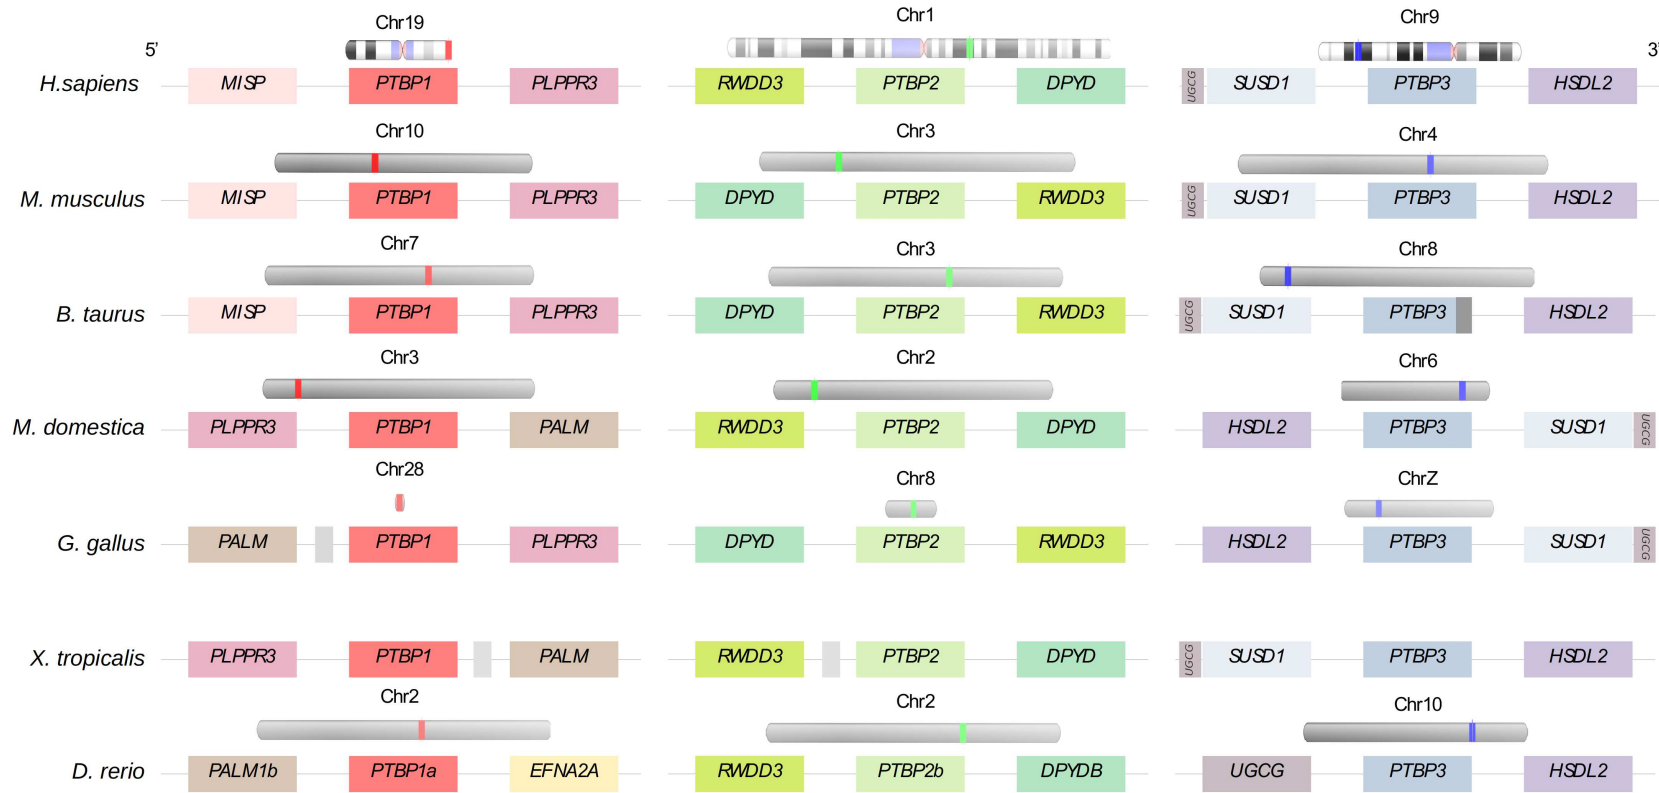 Chr19 Chr1 Chr9
5’ 3’
H.sapiens MISP PTBP1 PLPPR3 RWDD3 PTBP2 DPYD UGCG SUSD1 PTBP3 HSDL2
Chr10 Chr3 Chr4
M. musculus MISP PTBP1 PLPPR3 DPYD PTBP2 RWDD3 UGCG SUSD1 PTBP3 HSDL2
Chr7 Chr3 Chr8
B. taurus MISP PTBP1 PLPPR3 DPYD PTBP2 RWDD3 UGCG SUSD1 PTBP3 HSDL2
Chr3 Chr2 Chr6
M. domestica PLPPR3 PTBP1 PALM RWDD3 PTBP2 DPYD HSDL2 PTBP3 SUSD1 UGCG
Chr28 Chr8 ChrZ
G. gallus PALM PTBP1 PLPPR3 DPYD PTBP2 RWDD3 HSDL2 PTBP3 SUSD1 UGCG
X. tropicalis PLPPR3 PTBP1 PALM RWDD3 PTBP2 DPYD UGCG SUSD1 PTBP3 HSDL2
Chr2 Chr2 Chr10
D. rerio PALM1b PTBP1a EFNA2A RWDD3 PTBP2b DPYDB UGCG PTBP3 HSDL2